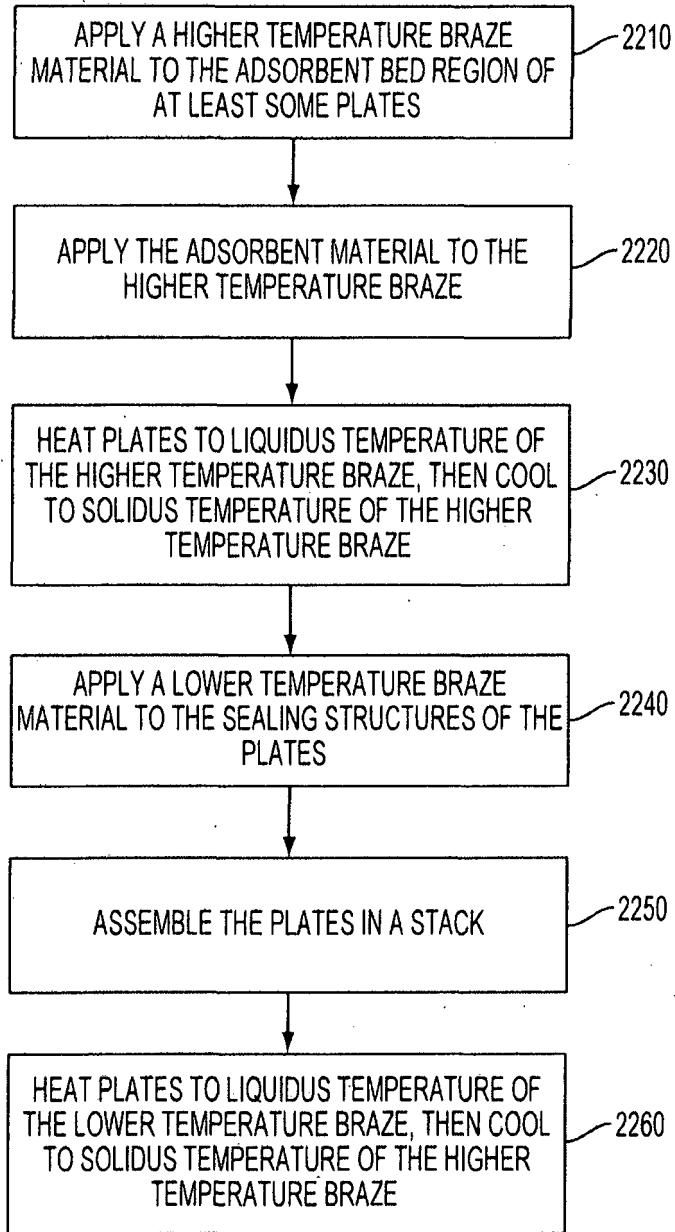 APPLY A HIGHER TEMPERATURE BRAZE
MATERIAL TO THE ADSORBENT BED REGION OF
AT LEAST SOME PLATES
2210
APPLY THE ADSORBENT MATERIAL TO THE
HIGHER TEMPERATURE BRAZE
2220
HEAT PLATES TO LIQUIDUS TEMPERATURE OF
THE HIGHER TEMPERATURE BRAZE, THEN COOL
TO SOLIDUS TEMPERATURE OF THE HIGHER
TEMPERATURE BRAZE
2230
APPLY A LOWER TEMPERATURE BRAZE
MATERIAL TO THE SEALING STRUCTURES OF THE
PLATES
2240
ASSEMBLE THE PLATES IN A STACK
2250
HEAT PLATES TO LIQUIDUS TEMPERATURE OF
THE LOWER TEMPERATURE BRAZE, THEN COOL
TO SOLIDUS TEMPERATURE OF THE HIGHER
TEMPERATURE BRAZE
2260